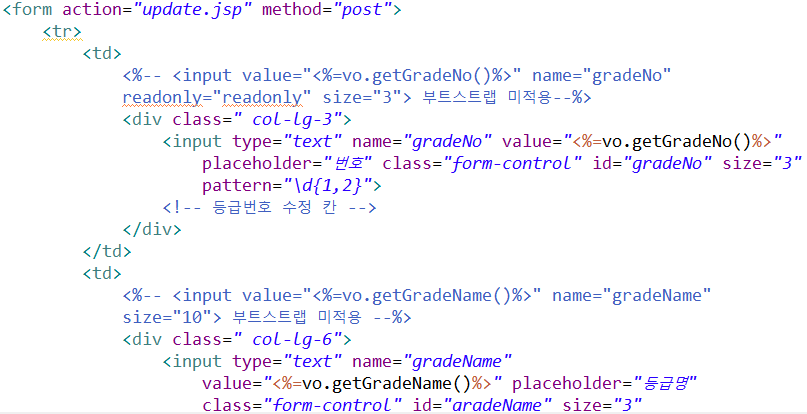 <form action="update.jsp" method="post">
<tr>
<td>
<%-- <input value="<%=vo.getGradeNo()%>" name="gradeNo"
readonly="readonly" size="3"> 부트스트랩 미적용--%>
<div class=" col-lg-3">
<input type="text" name="gradeNo" value="<%=vo.getGradeNo()%>"
placeholder="번호" class="form-control" id="gradeNo" size="3"
pattern="\d{1,2}">
<!-- 등급번호 수정 칸 -->
</div>
</td>
<td>
<%-- <input value="<%=vo.getGradeName()%>" name="gradeName"
size="10"> 부트스트랩 미적용 --%>
<div class=" col-lg-6">
<input type="text" name="gradeName"
value="<%=vo.getGradeName()%>" placeholder="등급명"
class="form-control" id="gradeName" size="3"